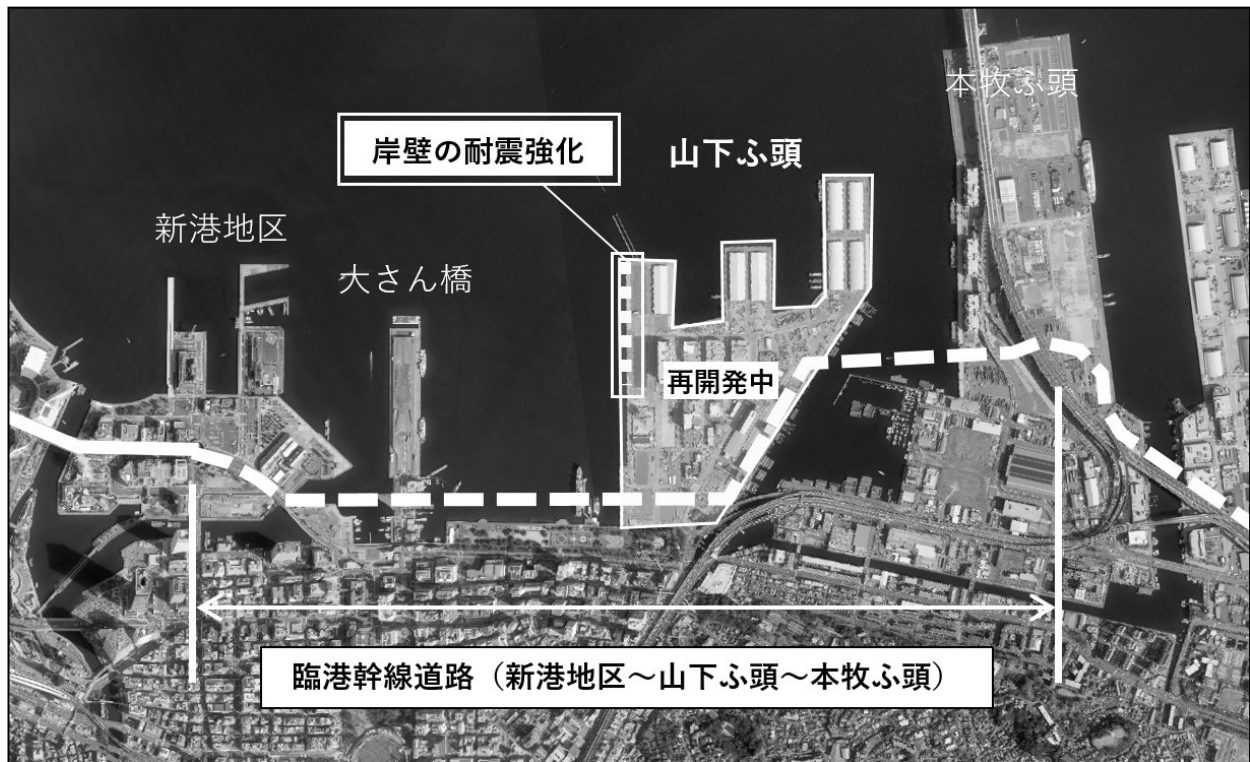 本牧ふ頭
岸壁の耐震強化
山下ふ頭
新港地区
大さん橋
再開発中
臨港幹線道路（新港地区～山下ふ頭～本牧ふ頭）